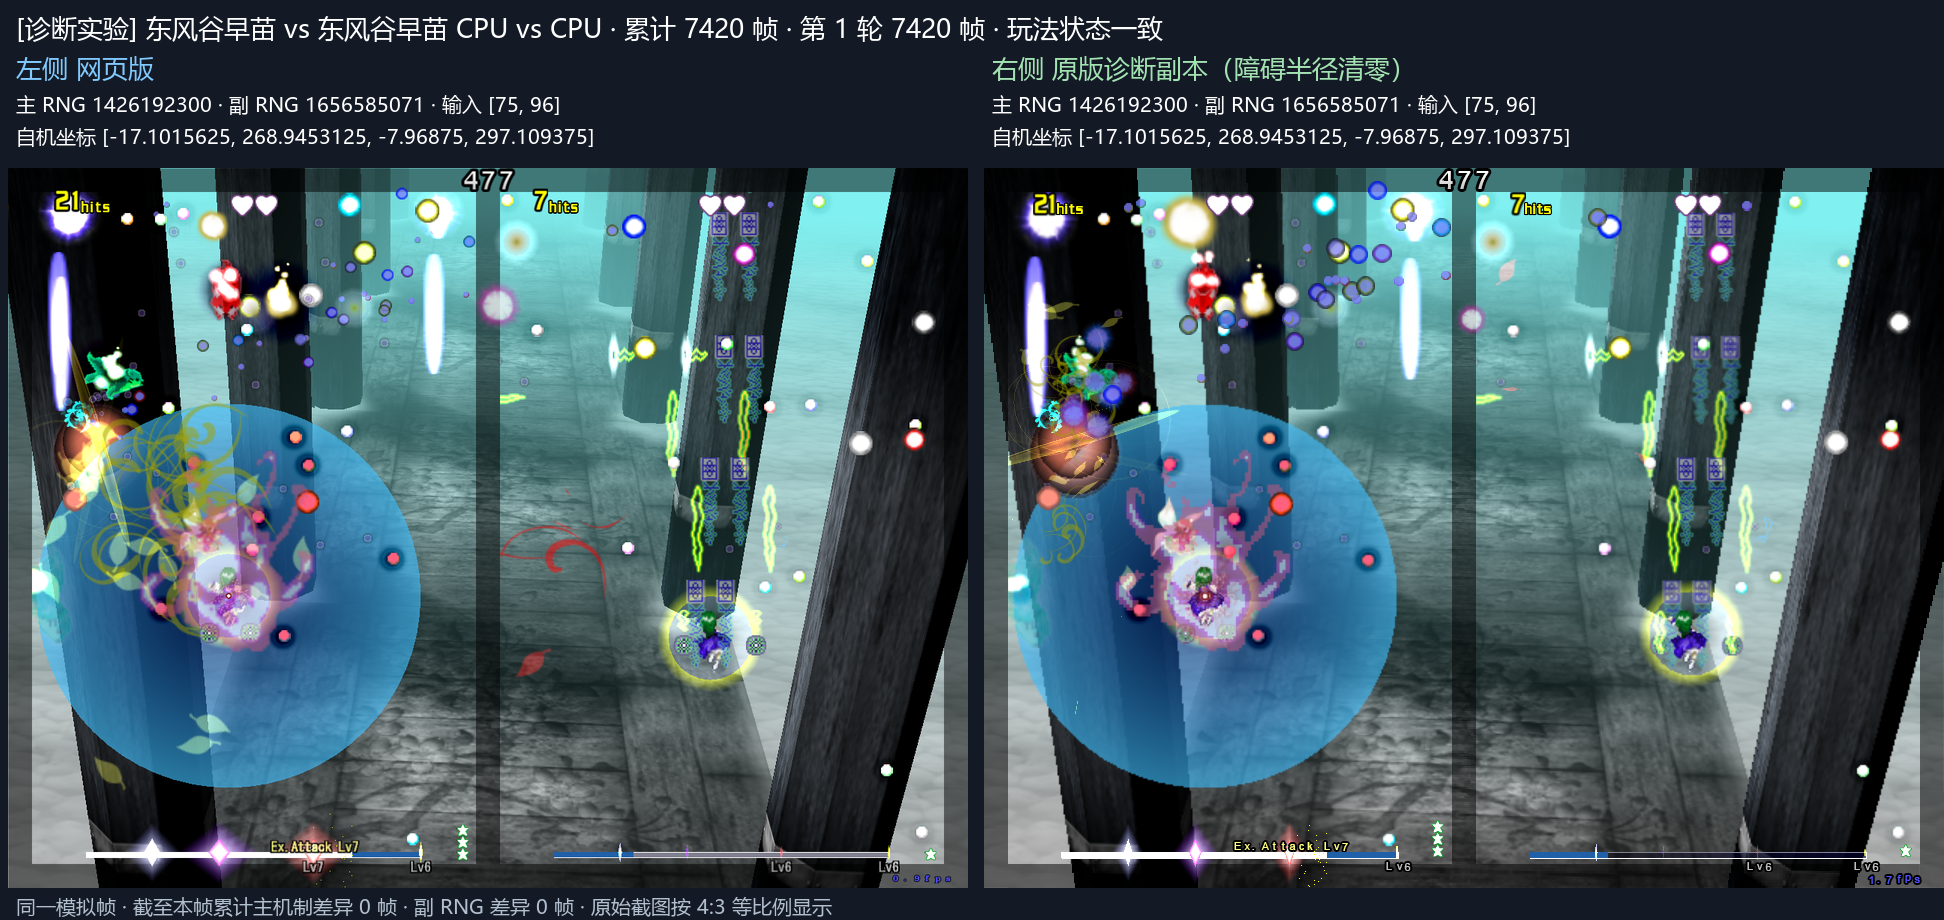 [诊断实验] 东风谷早苗 vs 东风谷早苗 CPU vs CPU · 累计 7420 帧 · 第 1 轮 7420 帧 · 玩法状态一致
左侧 网页版
主 RNG 1426192300 · 副 RNG 1656585071 · 输入 [75, 96]
自机坐标 [-17.1015625, 268.9453125, -7.96875, 297.109375]
右侧 原版诊断副本（障碍半径清零）
主 RNG 1426192300 · 副 RNG 1656585071 · 输入 [75, 96]
自机坐标 [-17.1015625, 268.9453125, -7.96875, 297.109375]
477
21hits
7hits
Ex. Attack Lv7
Lv7
Lv6
Lv6
Lv6
0.9fps
477
21hits
7hits
Ex. Attack Lv7
Lv6
Lv6
Lv6
1.7fps
同一模拟帧 · 截至本帧累计主机制差异 0 帧 · 副 RNG 差异 0 帧 · 原始截图按 4:3 等比例显示